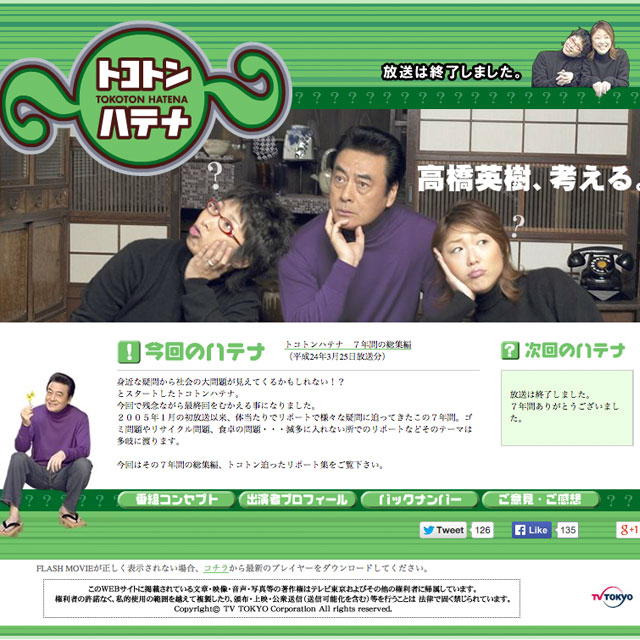 トコトン
TOKOTON HATENA
ハテナ
放送は終了しました。
?
高橋英樹、考える。
?
今回のハテナ
トコトンハテナ　７年間の総集編
（平成24年3月25日放送分）
身近な疑問から社会の大問題が見えてくるかもしれない！？
とスタートしたトコトンハテナ。
今回で残念ながら最終回をむかえる事になりました。
２００５年１月の初放送以来、体当たりでリポートで様々な疑問に迫ってきたこの７年間。ゴ
ミ問題やリサイクル問題、食卓の問題・・・滅多に入れない所でのリポートなどそのテーマは
多岐に渡ります。
今回はその７年間の総集編、トコトン迫ったリポート集をご覧下さい。
? 次回のハテナ
放送は終了しました。
７年間ありがとうございまし
た。
番組コンセプト
出演者プロフィール
バックナンバー
ご意見・ご感想
Tweet 126
Like 135
g+1
FLASH MOVIEが正しく表示されない場合、コチラから最新のプレイヤーをダウンロードしてください。
このWEBサイトに掲載されている文章・映像・音声・写真等の著作権はテレビ東京およびその他の権利者に帰属しています。
権利者の許諾なく、私的使用の範囲を越えて複製したり、頒布・上映・公衆送信（送信可能化を含む）等を行うことは 法律で固く禁じられています。
Copyright© TV TOKYO Corporation All rights reserved.
TV TOKYO